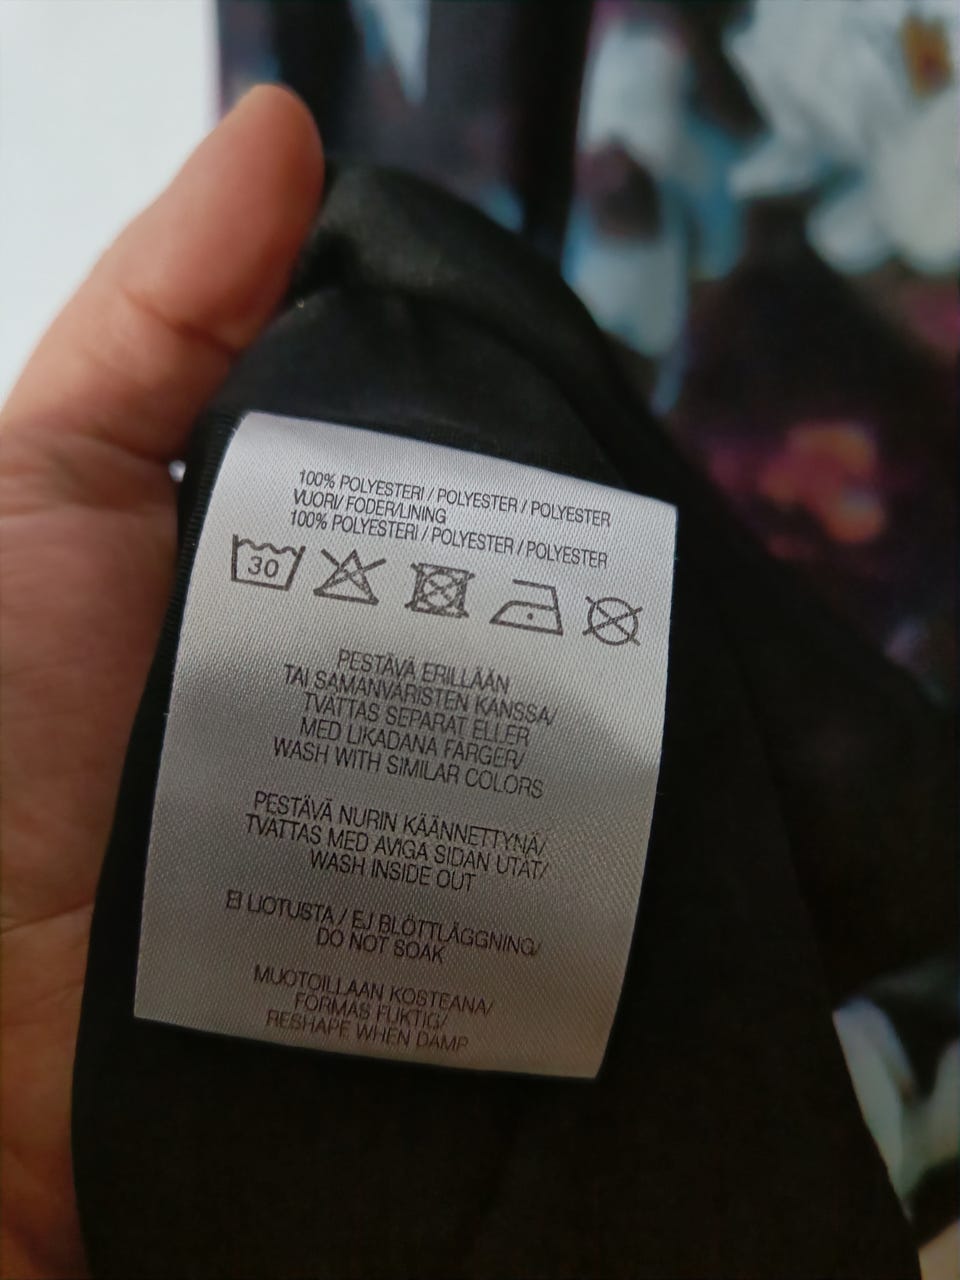 100% POLYESTERI / POLYESTER / POLYESTER
VUORI/ FODER/LINING
100% POLYESTERI / POLYESTER / POLYESTER
30
PESTÄVÄ ERILLÄÄN
TAI SAMANVÄRISTEN KANSSA/
TVÄTTAS SEPARAT ELLER
MED LIKADANA FÄRGER/
WASH WITH SIMILAR COLORS
PESTÄVÄ NURIN KÄÄNNETTYNÄ/
TVÄTTAS MED AVIGA SIDAN UTÅT/
WASH INSIDE OUT
EI LIOTUSTA / EJ BLÖTTLÄGGNING/
DO NOT SOAK
MUOTOILLAAN KOSTEANA/
FORMAS FUKTIG/
RESHAPE WHEN DAMP